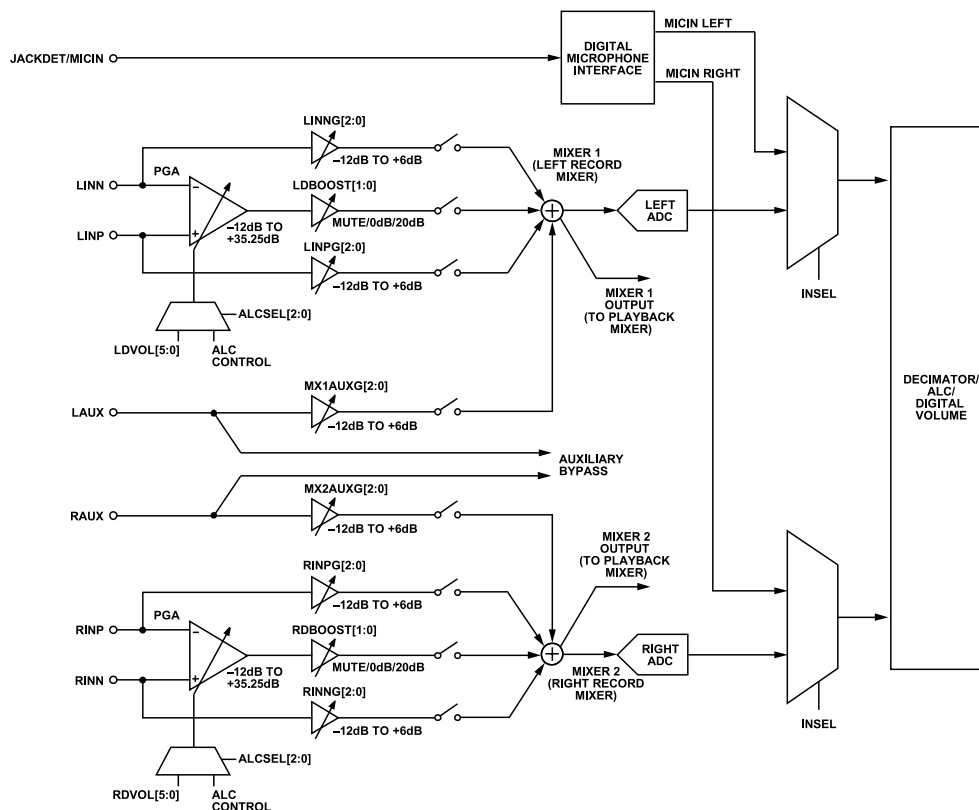 JACKDET/MICIN
DIGITAL
MICROPHONE
INTERFACE
MICIN LEFT
MICIN RIGHT
LINNG[2:0]
–12dB TO +6dB
LINN
PGA
–
LDBOOST[1:0]
MUTE/0dB/20dB
LINP
+
–12dB TO
+35.25dB
LINPG[2:0]
–12dB TO +6dB
ALCSEL[2:0]
LDVOL[5:0]
ALC
CONTROL
MIXER 1
(LEFT RECORD
MIXER)
+
LEFT
ADC
MIXER 1
OUTPUT
(TO PLAYBACK
MIXER)
INSEL
DECIMATOR/
ALC/
DIGITAL
VOLUME
LAUX
MX1AUXG[2:0]
–12dB TO +6dB
AUXILIARY
BYPASS
RAUX
MX2AUXG[2:0]
–12dB TO +6dB
MIXER 2
OUTPUT
(TO PLAYBACK
MIXER)
RINPG[2:0]
–12dB TO +6dB
RINP
PGA
–
RDBOOST[1:0]
MUTE/0dB/20dB
RINN
+
–12dB TO
+35.25dB
RINNG[2:0]
–12dB TO +6dB
+
MIXER 2
(RIGHT RECORD
MIXER)
RIGHT
ADC
INSEL
ALCSEL[2:0]
RDVOL[5:0]
ALC
CONTROL